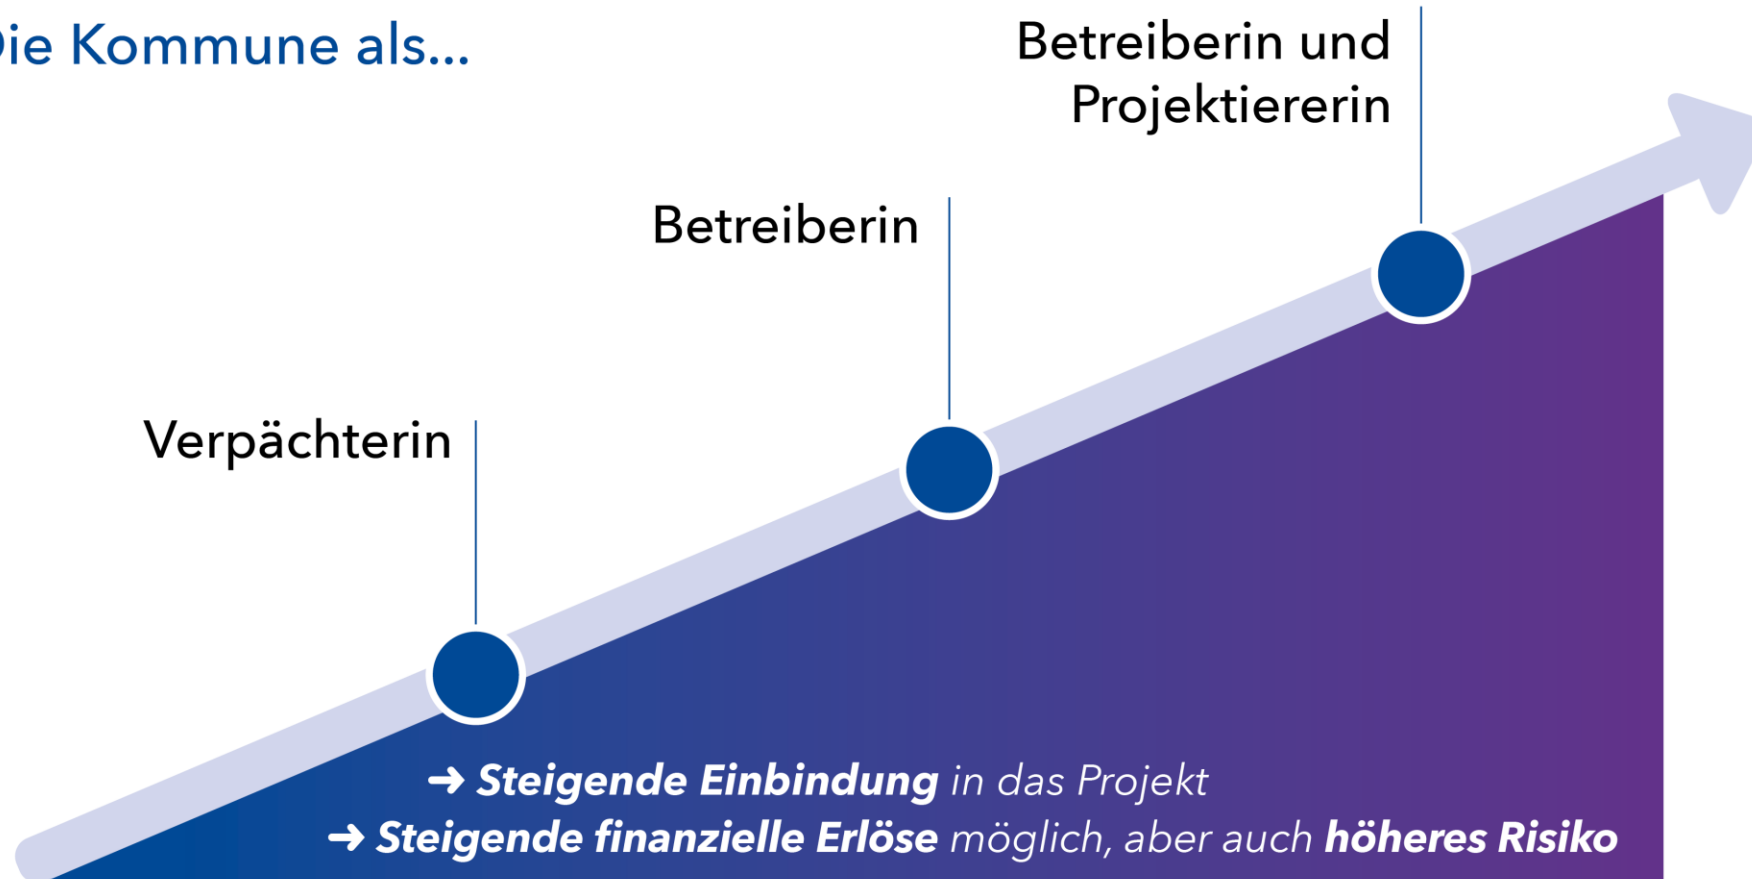 Die Kommune als...
Betreiberin und
Projektiererin
Betreiberin
Verpächterin
➔ Steigende Einbindung in das Projekt
➔ Steigende finanzielle Erlöse möglich, aber auch höheres Risiko